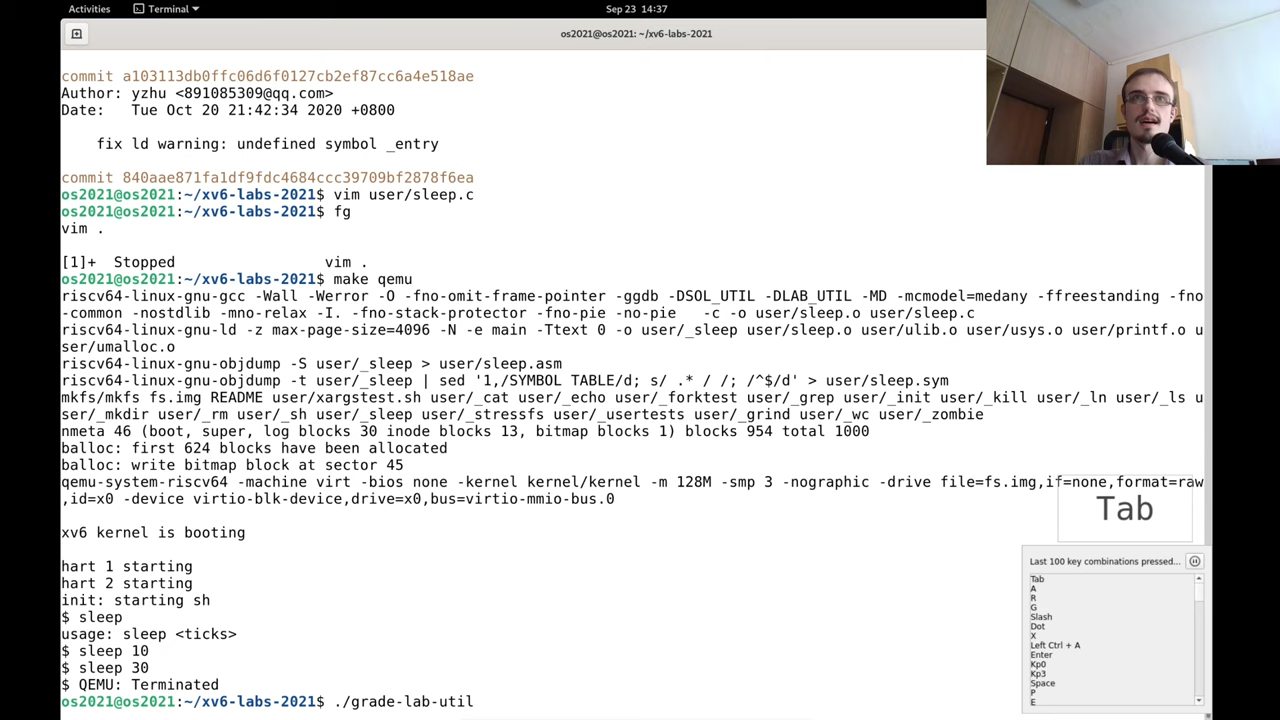 Activities
Terminal
Sep 23 14:37
os2021@os2021: ~/xv6-labs-2021
commit a103113db0ffc06d6f0127cb2ef87cc6a4e518ae
Author: yzhu <891085309@qq.com>
Date:   Tue Oct 20 21:42:34 2020 +0800
fix ld warning: undefined symbol _entry
commit 840aae871fa1df9fdc4684ccc39709bf2878f6ea
os2021@os2021:~/xv6-labs-2021$ vim user/sleep.c
os2021@os2021:~/xv6-labs-2021$ fg
vim .
[1]+  Stopped                 vim .
os2021@os2021:~/xv6-labs-2021$ make qemu
riscv64-linux-gnu-gcc -Wall -Werror -O -fno-omit-frame-pointer -ggdb -DSOL_UTIL -DLAB_UTIL -MD -mcmodel=medany -ffreestanding -fno
-common -nostdlib -mno-relax -I. -fno-stack-protector -fno-pie -no-pie   -c -o user/sleep.o user/sleep.c
riscv64-linux-gnu-ld -z max-page-size=4096 -N -e main -Ttext 0 -o user/_sleep user/sleep.o user/ulib.o user/usys.o user/printf.o u
ser/umalloc.o
riscv64-linux-gnu-objdump -S user/_sleep > user/sleep.asm
riscv64-linux-gnu-objdump -t user/_sleep | sed '1,/SYMBOL TABLE/d; s/ .* / /; /^$/d' > user/sleep.sym
mkfs/mkfs fs.img README user/xargstest.sh user/_cat user/_echo user/_forktest user/_grep user/_init user/_kill user/_ln user/_ls u
ser/_mkdir user/_rm user/_sh user/_sleep user/_stressfs user/_usertests user/_grind user/_wc user/_zombie
nmeta 46 (boot, super, log blocks 30 inode blocks 13, bitmap blocks 1) blocks 954 total 1000
balloc: first 624 blocks have been allocated
balloc: write bitmap block at sector 45
qemu-system-riscv64 -machine virt -bios none -kernel kernel/kernel -m 128M -smp 3 -nographic -drive file=fs.img,if=none,format=raw
,id=x0 -device virtio-blk-device,drive=x0,bus=virtio-mmio-bus.0
xv6 kernel is booting
hart 1 starting
hart 2 starting
init: starting sh
$ sleep
usage: sleep <ticks>
$ sleep 10
$ sleep 30
$ QEMU: Terminated
os2021@os2021:~/xv6-labs-2021$ ./grade-lab-util
Tab
Last 100 key combinations pressed...
Tab
A
R
G
Slash
Dot
X
Left Ctrl + A
Enter
Kp0
Kp3
Space
P
E